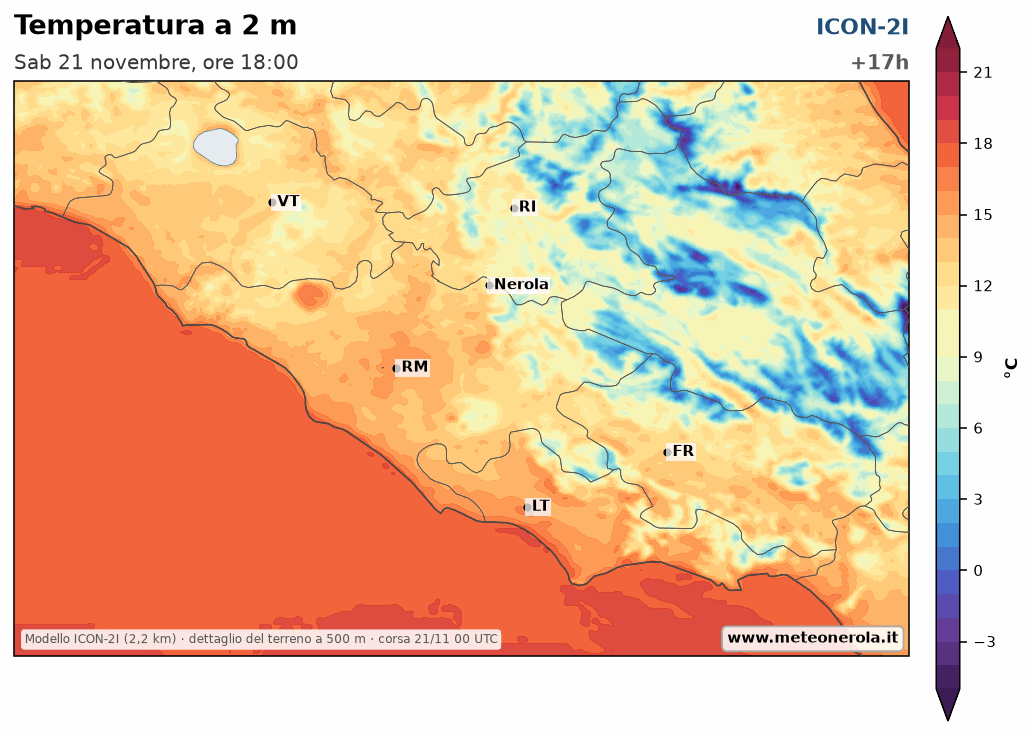 Temperatura a 2 m
ICON-2I
Sab 21 novembre, ore 18:00
+17h
21
18
15
12
9
6
3
0
−3
°C
VT
RI
Nerola
RM
FR
LT
Modello ICON-2I (2,2 km) · dettaglio del terreno a 500 m · corsa 21/11 00 UTC
www.meteonerola.it